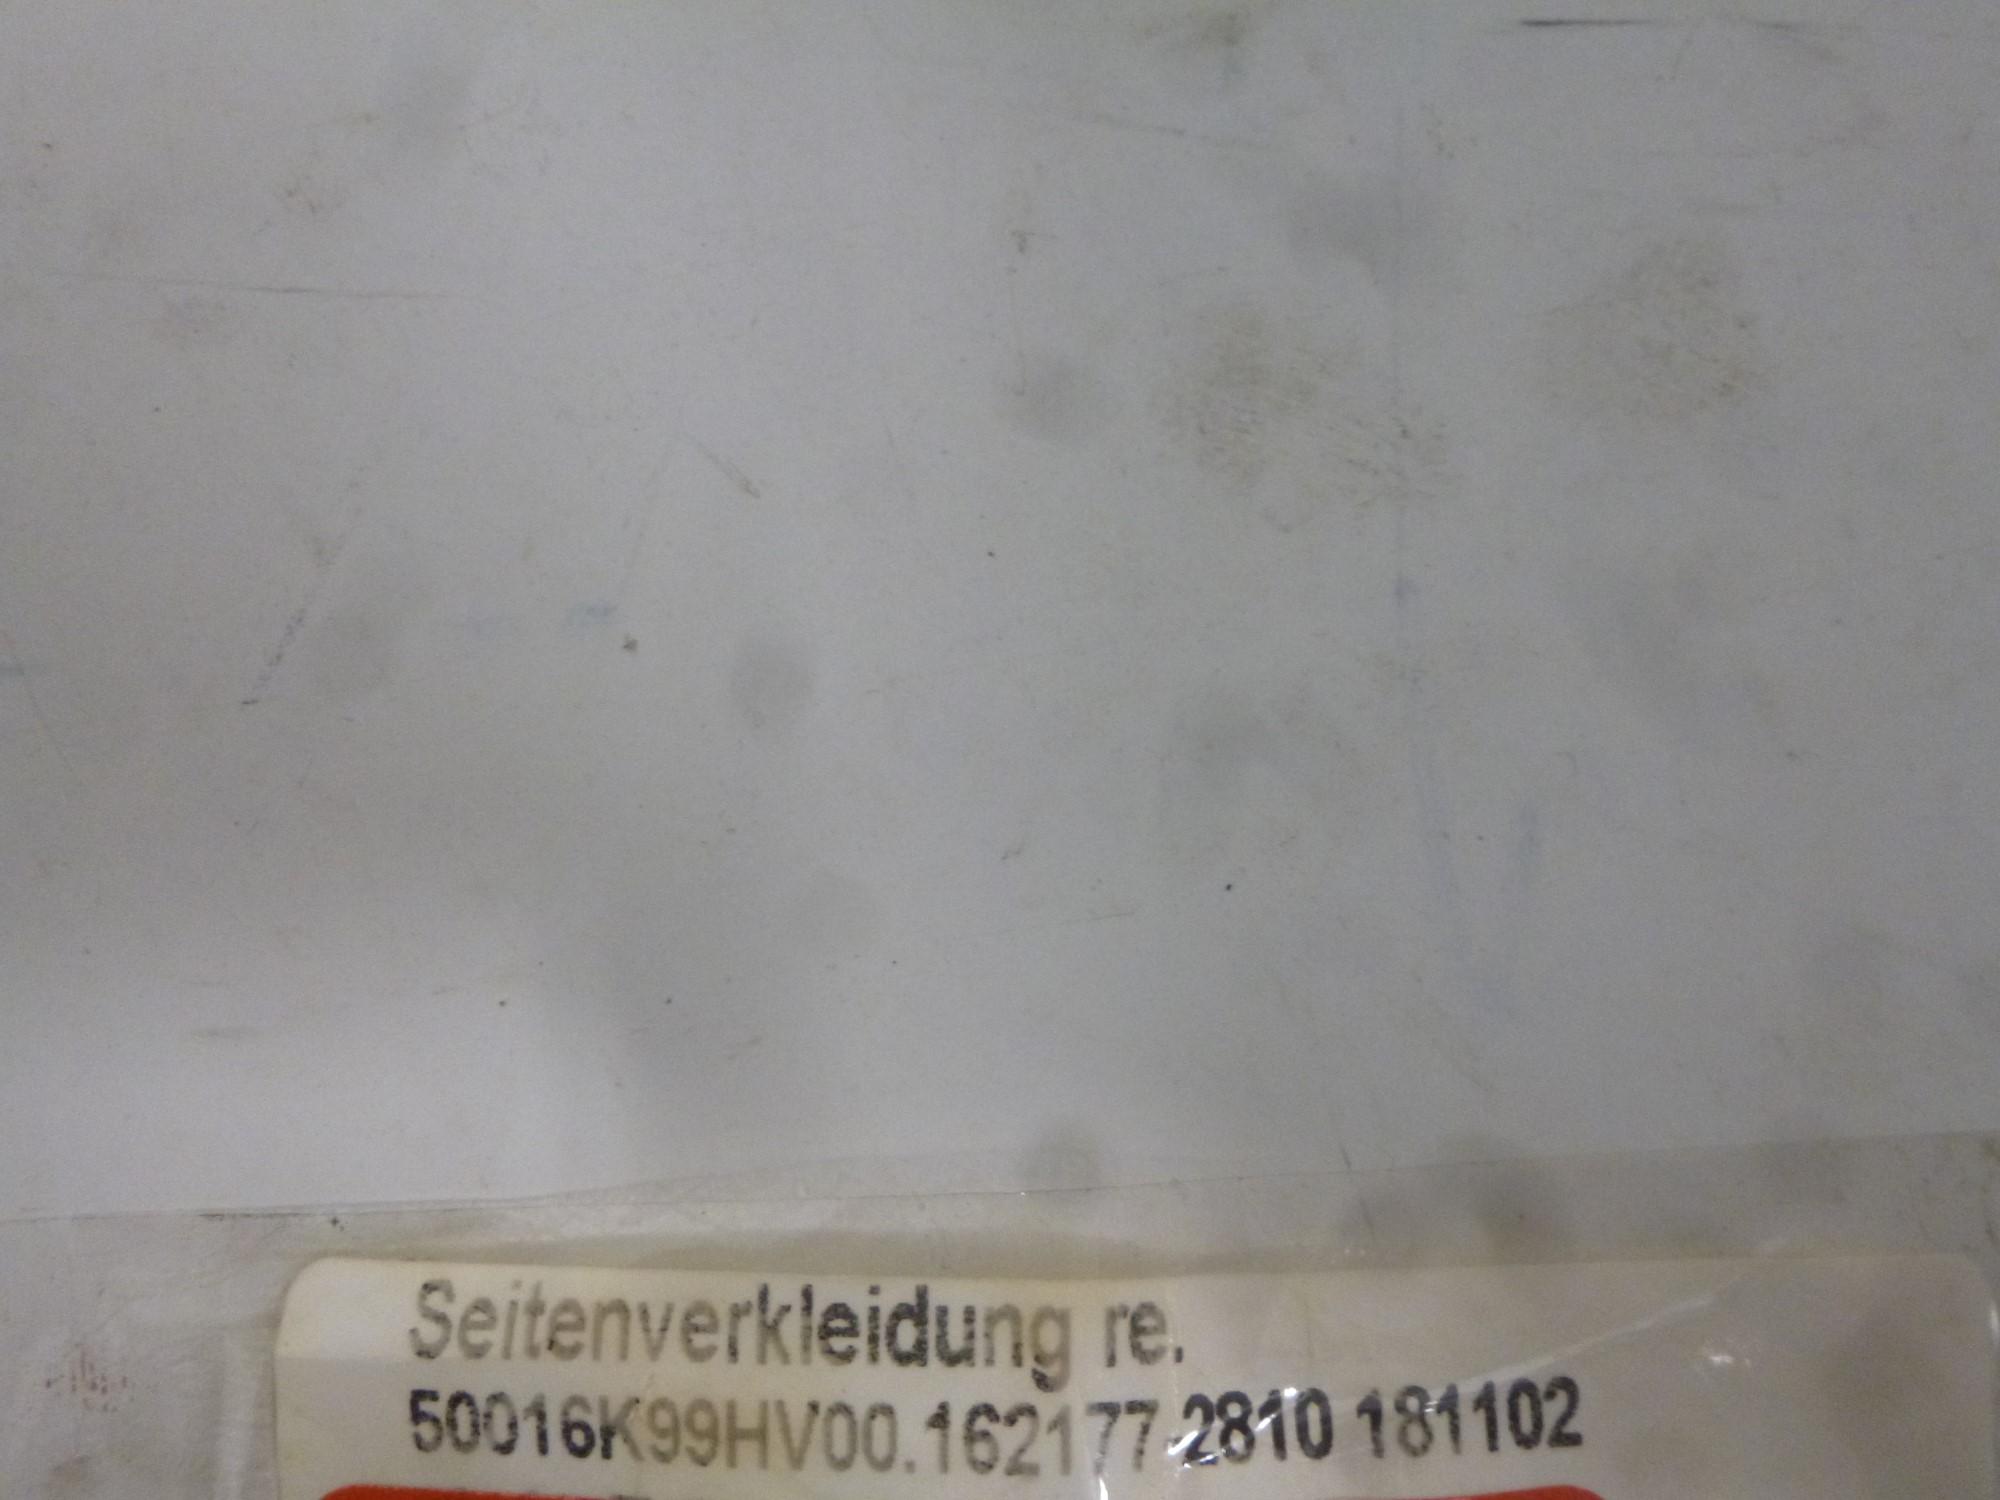 Seitenverkleidung re.
50016K99HV00.162177-2810 181102